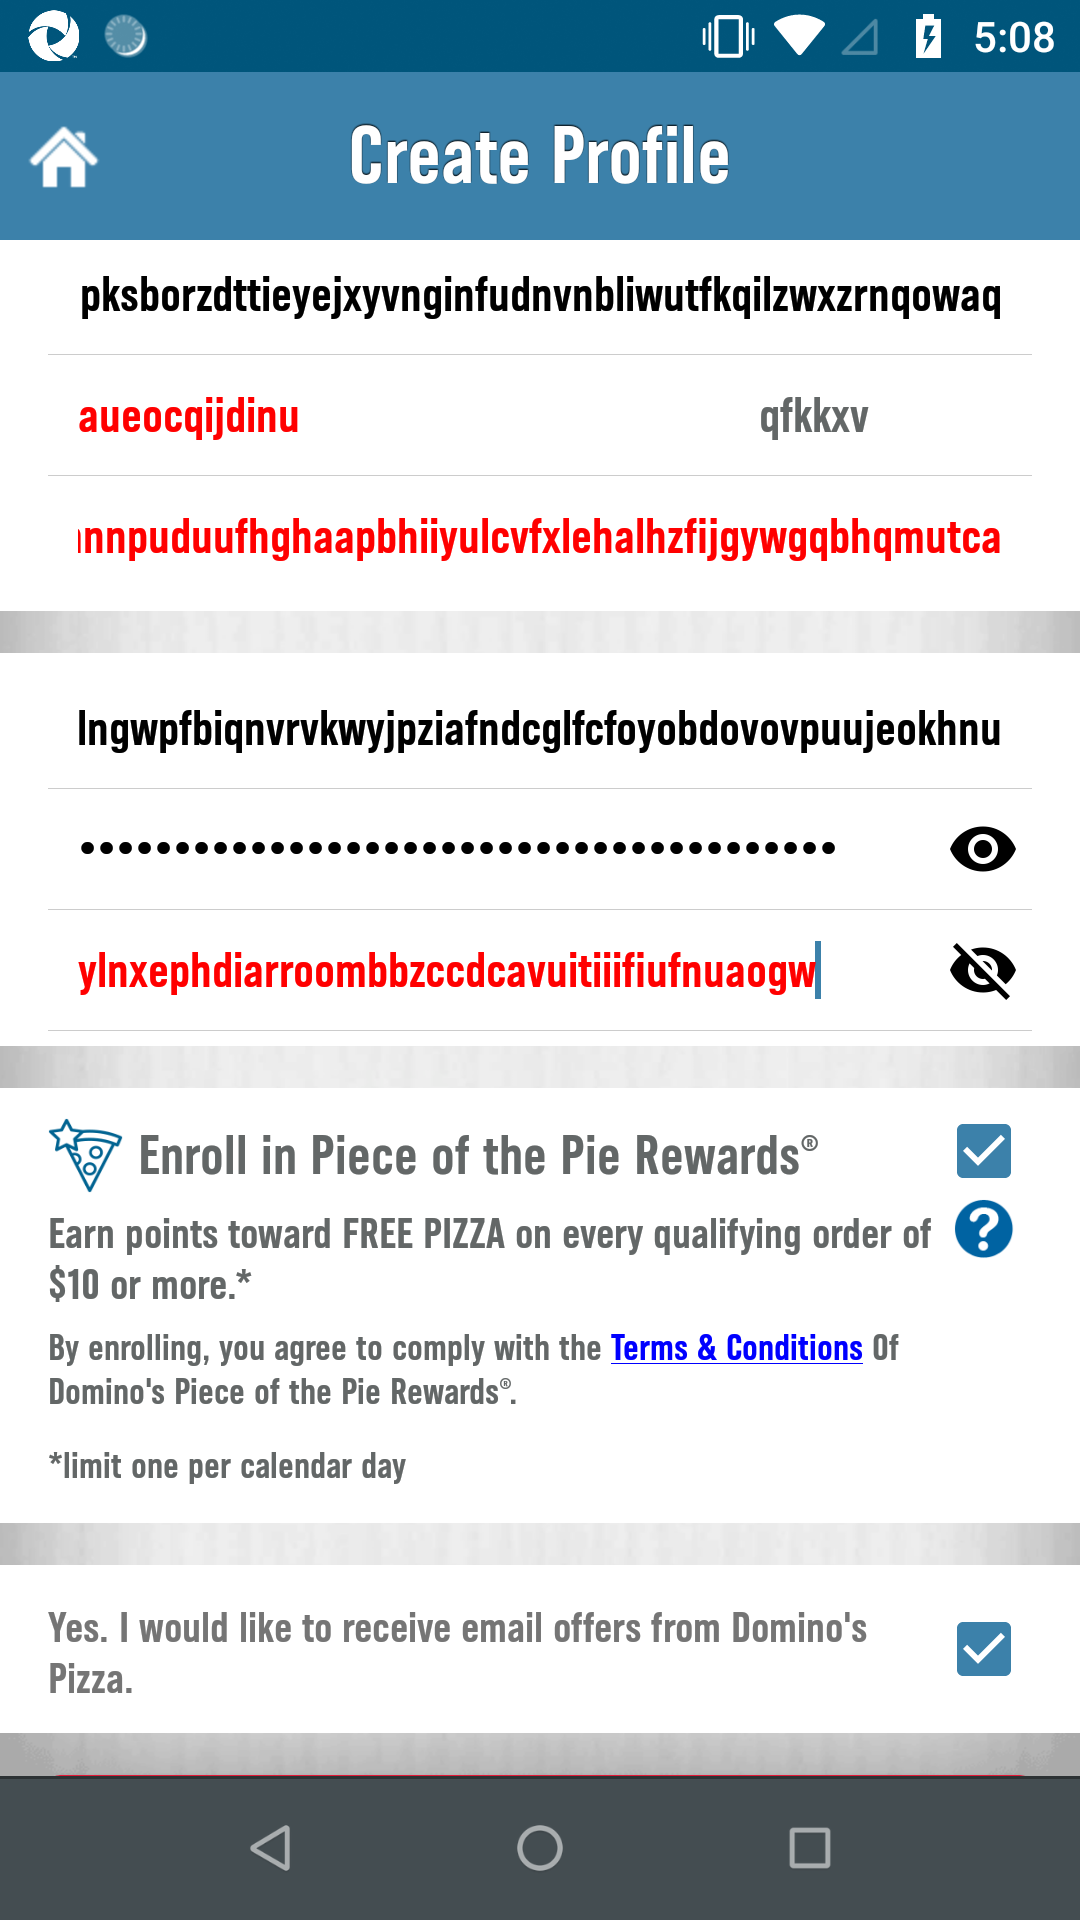 5:08
Create Profile
pksborzdttieyejxyvnginfudnvnbliwutfkqilzwxzrnqowaq
aueocqijdinu qfkkxv
nnpuduufhghaapbhiiyulcvfxlehalhzfijgywgqbhqmutca
lngwpfbiqnvrvkwyjpziafndcglfcfoyobdovovpuujeokhnu
••••••••••••••••••••••••••••••••••••••••
ylnxephdiarroombbzccdcavuitiiifiufnuaogw
Enroll in Piece of the Pie Rewards®
Earn points toward FREE PIZZA on every qualifying order of
$10 or more.*
By enrolling, you agree to comply with the Terms & Conditions Of
Domino's Piece of the Pie Rewards®.
*limit one per calendar day
Yes. I would like to receive email offers from Domino's
Pizza.